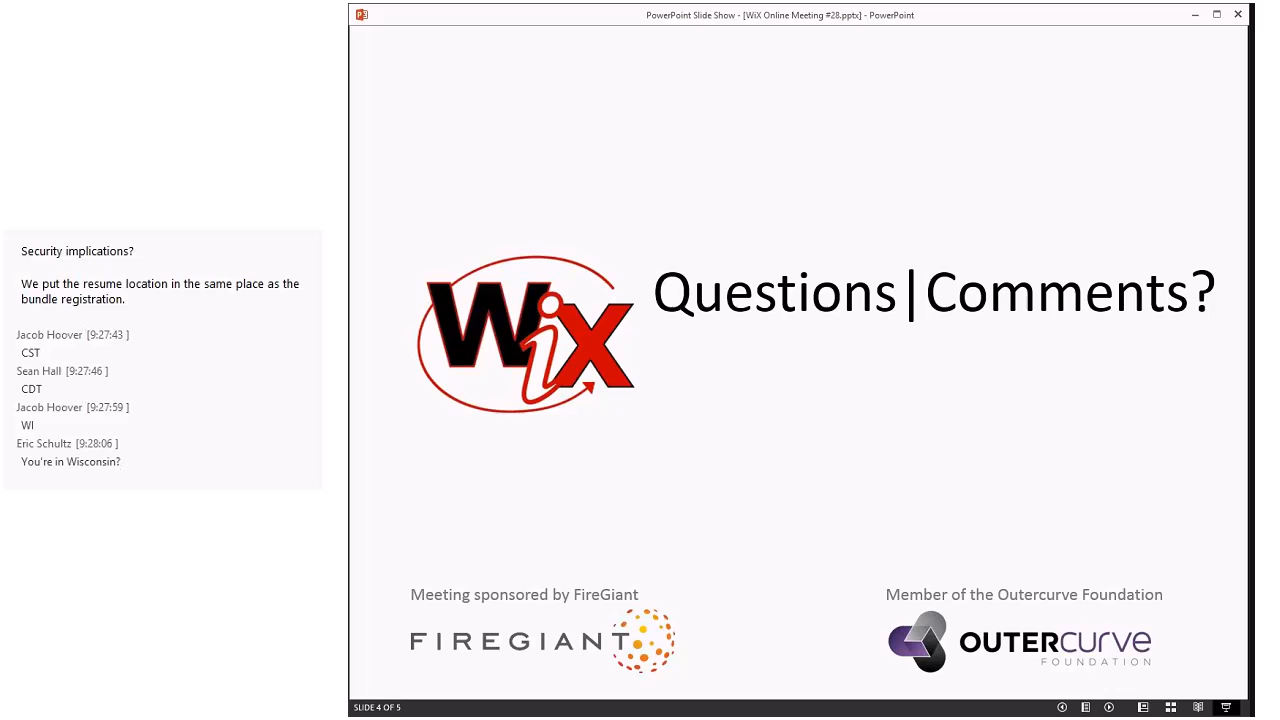 PowerPoint Slide Show - [WiX Online Meeting #28.pptx] - PowerPoint
Security implications?
We put the resume location in the same place as the
bundle registration.
Jacob Hoover [9:27:43 ]
CST
Sean Hall [9:27:46 ]
CDT
Jacob Hoover [9:27:59 ]
WI
Eric Schultz [9:28:06 ]
You're in Wisconsin?
WiX
Questions|Comments?
Meeting sponsored by FireGiant
FIREGIANT
Member of the Outercurve Foundation
OUTERCURVE
FOUNDATION
SLIDE 4 OF 5